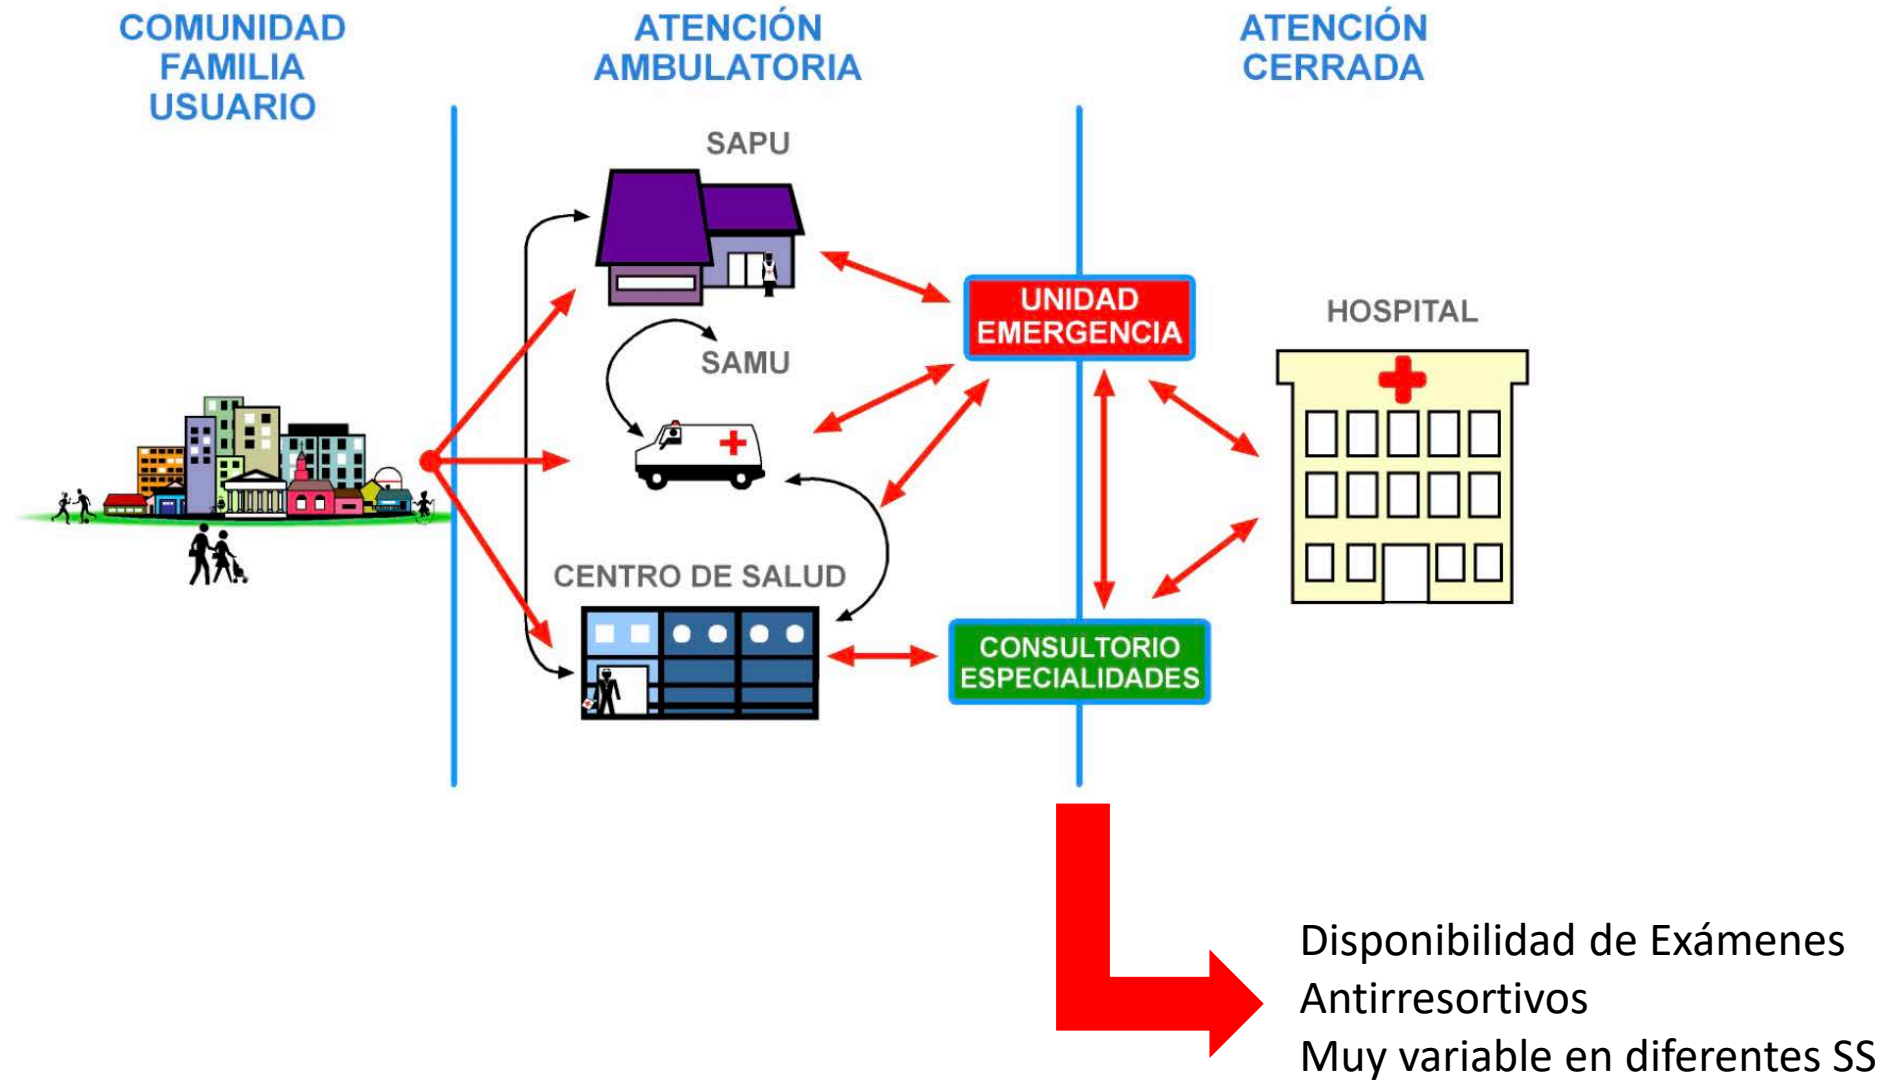 COMUNIDAD
FAMILIA
USUARIO
ATENCIÓN
AMBULATORIA
ATENCIÓN
CERRADA
SAPU
UNIDAD
EMERGENCIA
HOSPITAL
SAMU
CENTRO DE SALUD
CONSULTORIO
ESPECIALIDADES
Disponibilidad de Exámenes
Antirresortivos
Muy variable en diferentes SS